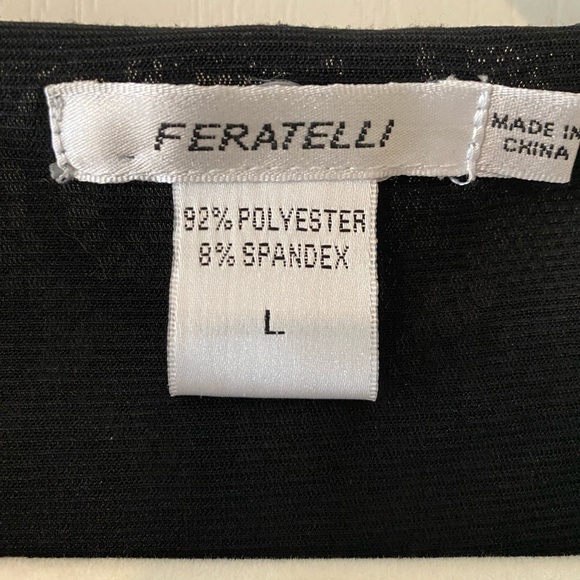 FERATELLI
MADE IN
CHINA
92% POLYESTER
8% SPANDEX
L